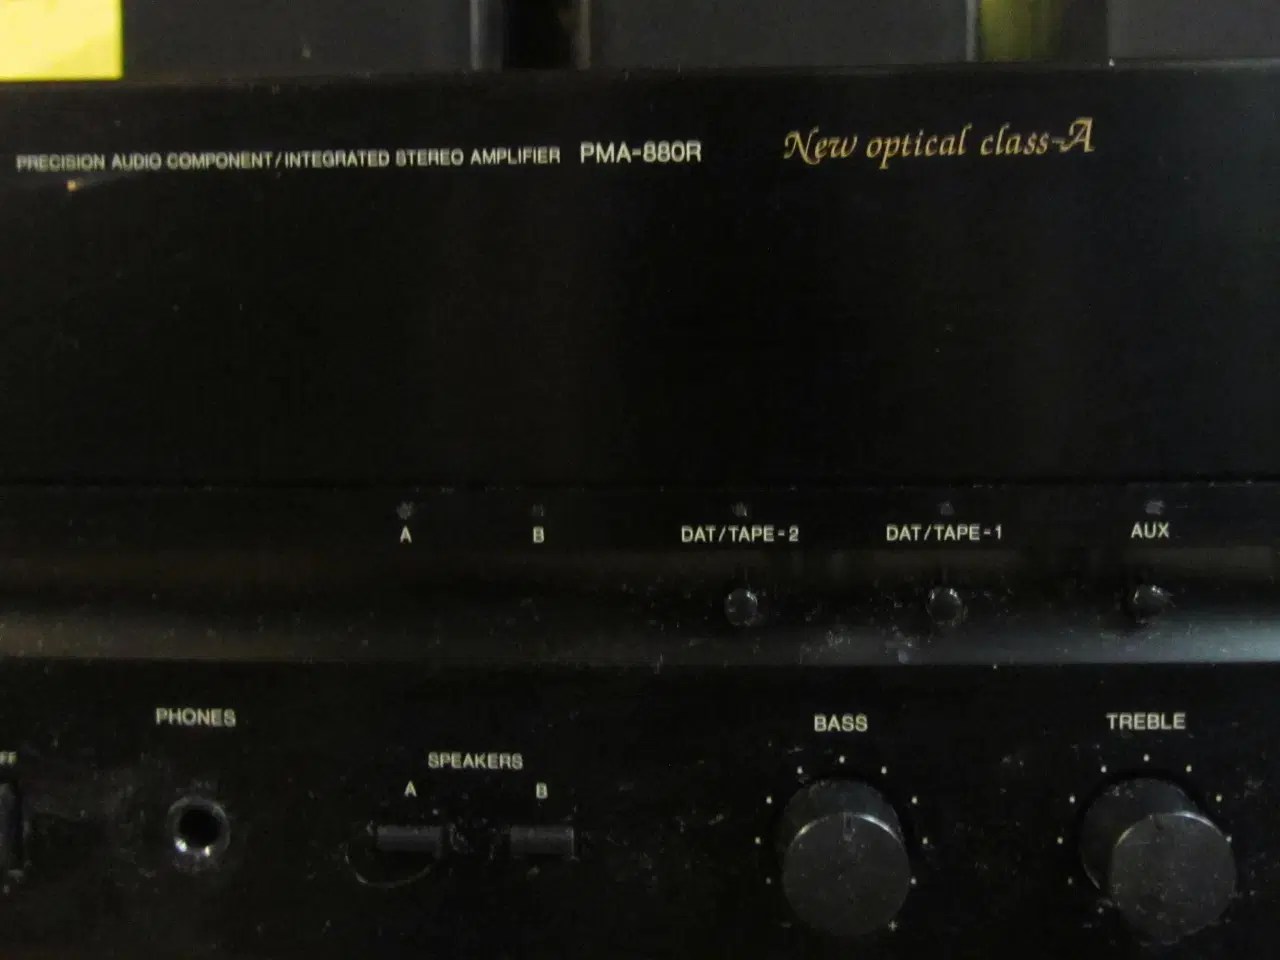 PRECISION AUDIO COMPONENT/INTEGRATED STEREO AMPLIFIER PMA-880R New optical class-A
A B DAT/TAPE-2 DAT/TAPE-1 AUX
PHONES BASS TREBLE
FF SPEAKERS
A B
- +
-